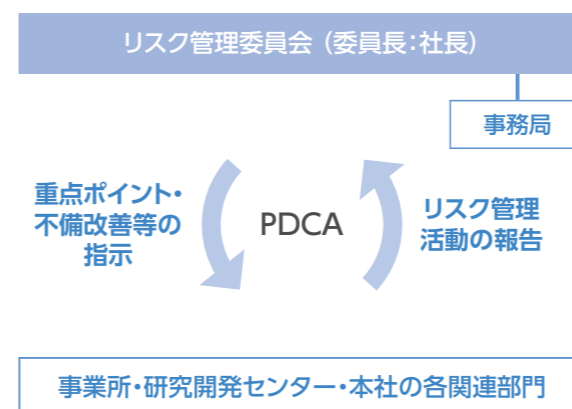 リスク管理委員会（委員長：社長）
事務局
重点ポイント・
不備改善等の
指示
PDCA
リスク管理
活動の報告
事業所・研究開発センター・本社の各関連部門